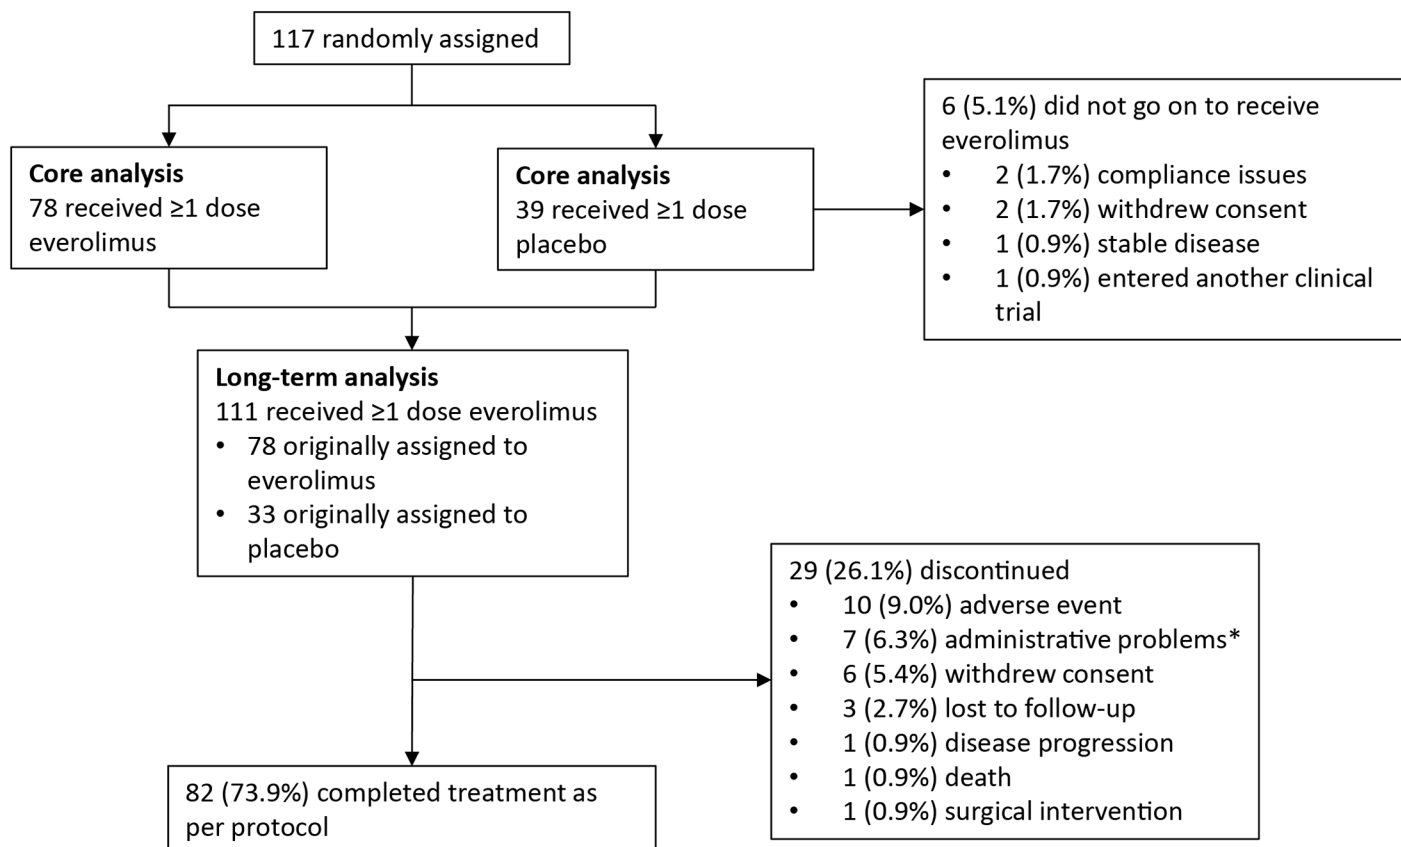 117 randomly assigned
Core analysis
78 received ≥1 dose
everolimus
Core analysis
39 received ≥1 dose
placebo
6 (5.1%) did not go on to receive
everolimus
• 2 (1.7%) compliance issues
• 2 (1.7%) withdrew consent
• 1 (0.9%) stable disease
• 1 (0.9%) entered another clinical
trial
Long-term analysis
111 received ≥1 dose everolimus
• 78 originally assigned to
everolimus
• 33 originally assigned to
placebo
29 (26.1%) discontinued
• 10 (9.0%) adverse event
• 7 (6.3%) administrative problems*
• 6 (5.4%) withdrew consent
• 3 (2.7%) lost to follow-up
• 1 (0.9%) disease progression
• 1 (0.9%) death
• 1 (0.9%) surgical intervention
82 (73.9%) completed treatment as
per protocol